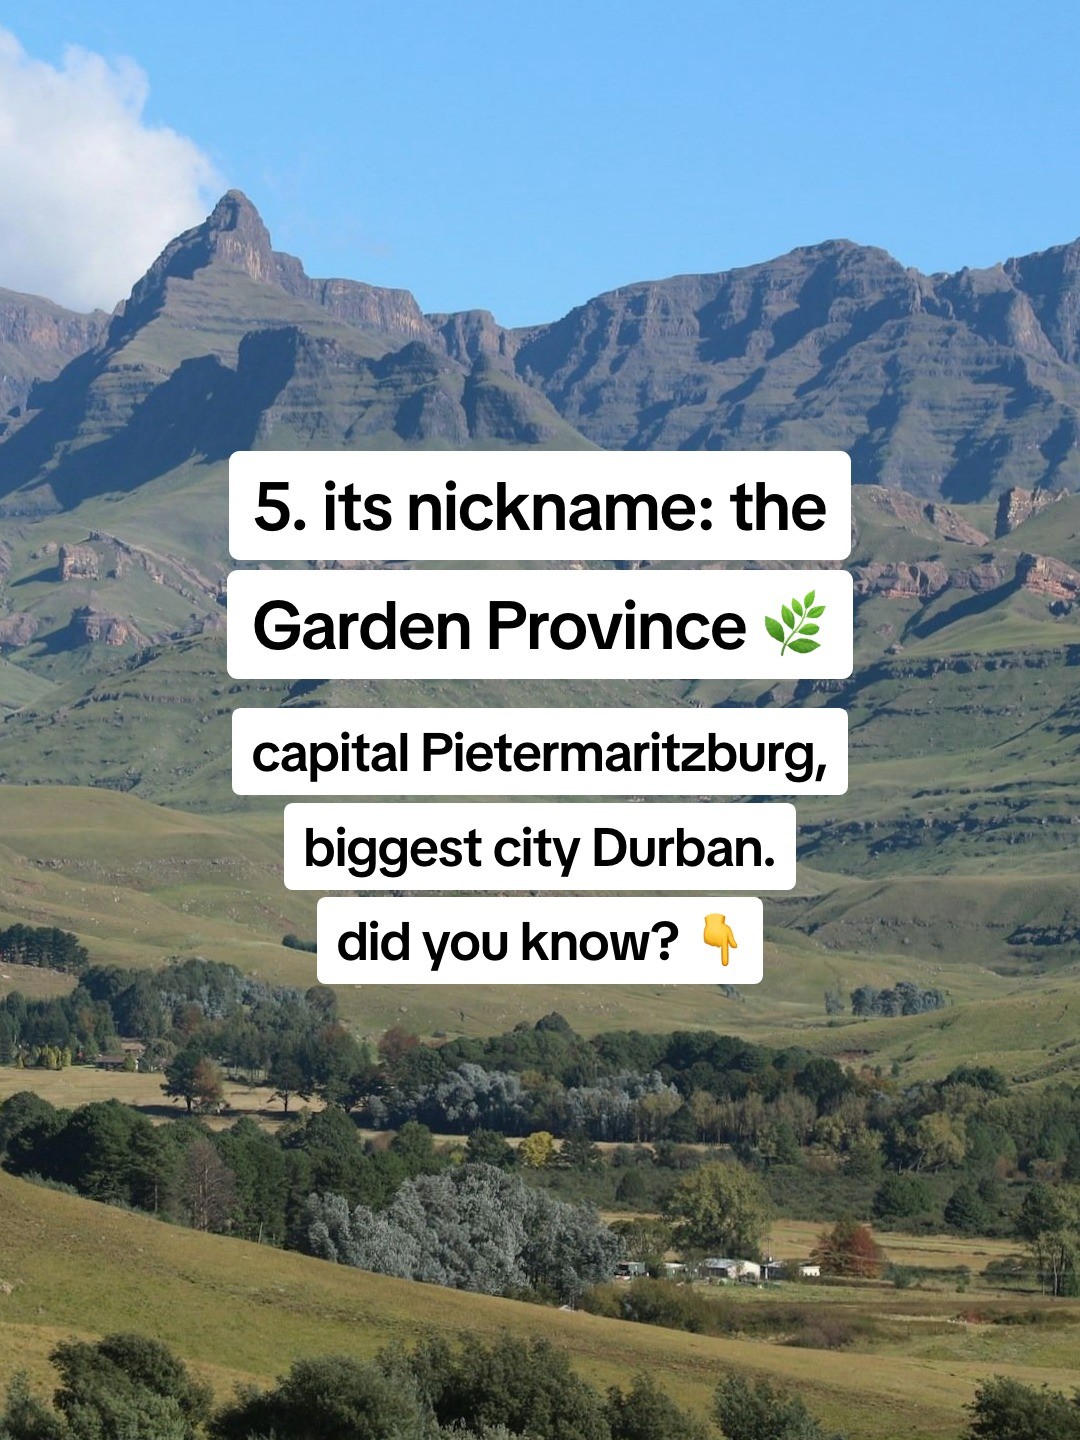 5. its nickname: the
Garden Province 🌿
capital Pietermaritzburg,
biggest city Durban.
did you know? 👇